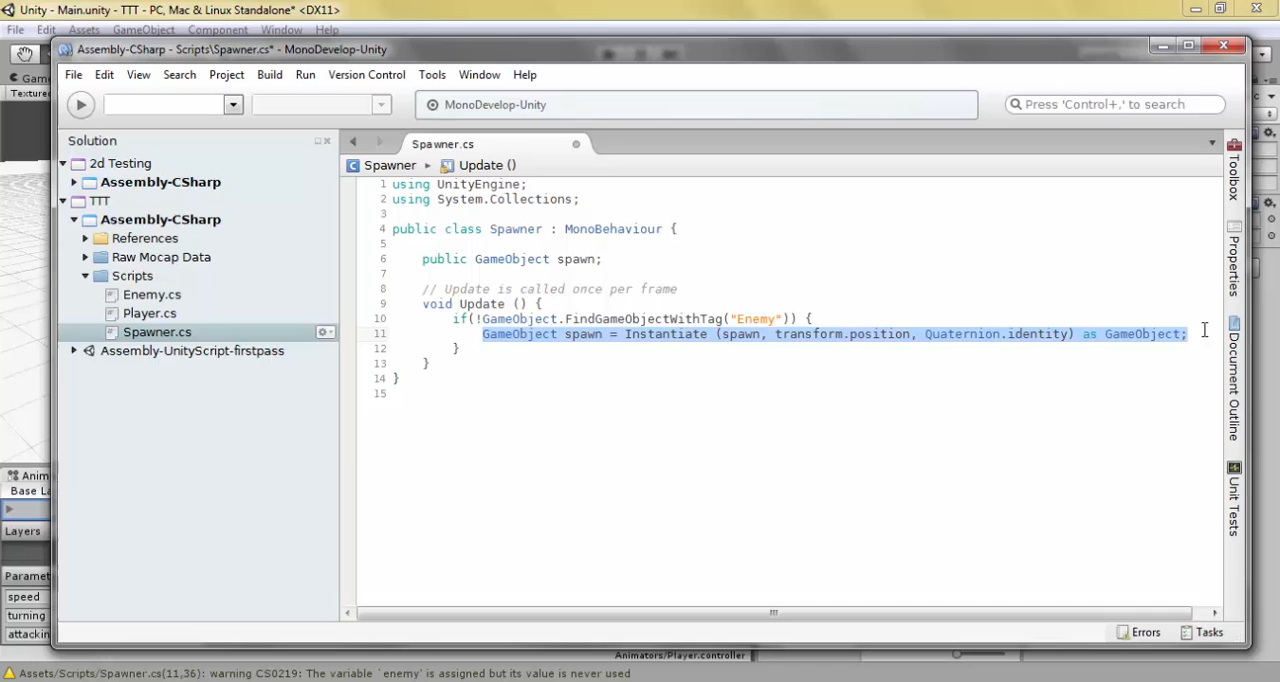 Unity - Main.unity - TTT - PC, Mac & Linux Standalone* <DX11>
File Edit Assets GameObject Component Window Help
Assembly-CSharp - Scripts\Spawner.cs* - MonoDevelop-Unity
File Edit View Search Project Build Run Version Control Tools Window Help
MonoDevelop-Unity
Press 'Control+,' to search
Game
Textured
Solution
2d Testing
Assembly-CSharp
TTT
Assembly-CSharp
References
Raw Mocap Data
Scripts
Enemy.cs
Player.cs
Spawner.cs
Assembly-UnityScript-firstpass
Spawner.cs
Spawner Update ()
1 using UnityEngine;
2 using System.Collections;
3
4 public class Spawner : MonoBehaviour {
5
6 public GameObject spawn;
7
8 // Update is called once per frame
9 void Update () {
10 if(!GameObject.FindGameObjectWithTag("Enemy")) {
11 GameObject spawn = Instantiate (spawn, transform.position, Quaternion.identity) as GameObject;
12 }
13 }
14 }
15
Toolbox
Properties
Document Outline
Unit Tests
Anim
Base La
Layers
Paramet
speed
turning
attacking
Errors Tasks
Animators/Player.controller
Assets/Scripts/Spawner.cs(11,36): warning CS0219: The variable `enemy' is assigned but its value is never used